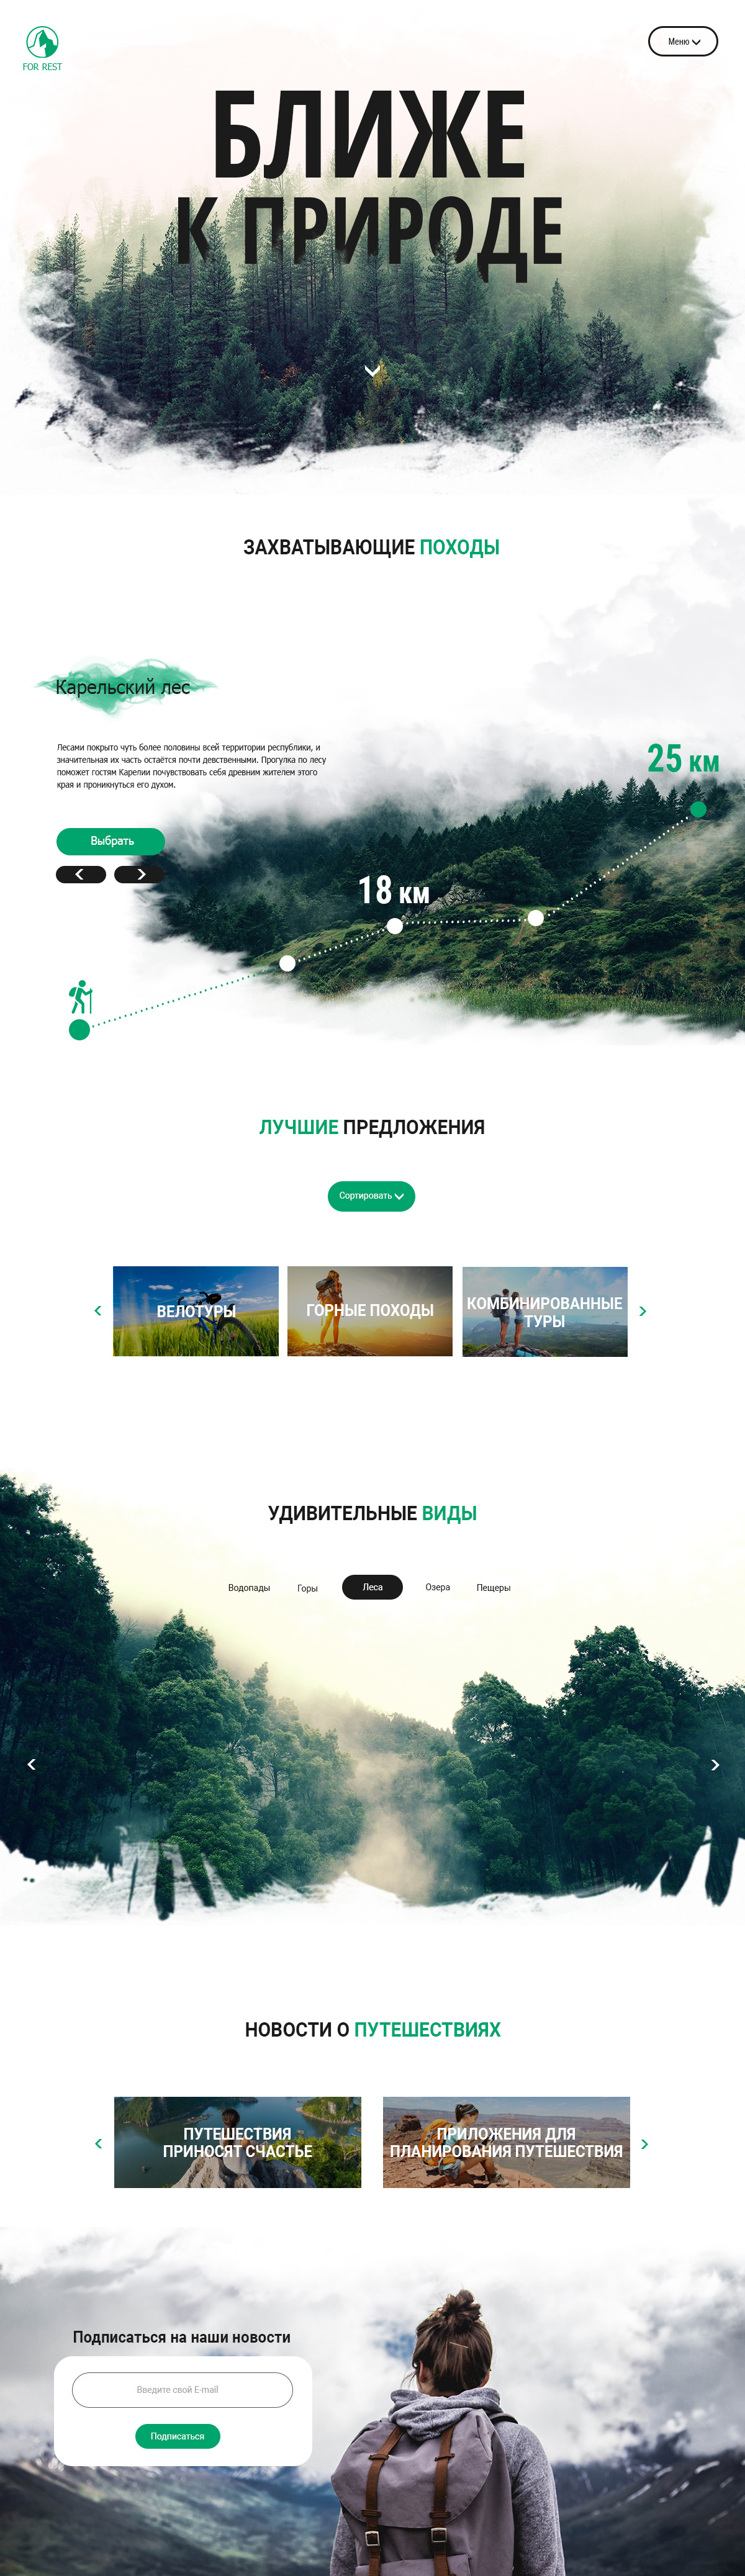 FOR REST
Меню
БЛИЖЕ
К ПРИРОДЕ
ЗАХВАТЫВАЮЩИЕ ПОХОДЫ
Карельский лес
Лесами покрыто чуть более половины всей территории республики, и
значительная их часть остаётся почти девственными. Прогулка по лесу
поможет гостям Карелии почувствовать себя древним жителем этого
края и проникнуться его духом.
25 км
Выбрать
18 км
ЛУЧШИЕ ПРЕДЛОЖЕНИЯ
Сортировать
ВЕЛОТУРЫ
ГОРНЫЕ ПОХОДЫ
КОМБИНИРОВАННЫЕ
ТУРЫ
УДИВИТЕЛЬНЫЕ ВИДЫ
Водопады
Горы
Леса
Озера
Пещеры
НОВОСТИ О ПУТЕШЕСТВИЯХ
ПУТЕШЕСТВИЯ
ПРИНОСЯТ СЧАСТЬЕ
ПРИЛОЖЕНИЯ ДЛЯ
ПЛАНИРОВАНИЯ ПУТЕШЕСТВИЯ
Подписаться на наши новости
Введите свой E-mail
Подписаться